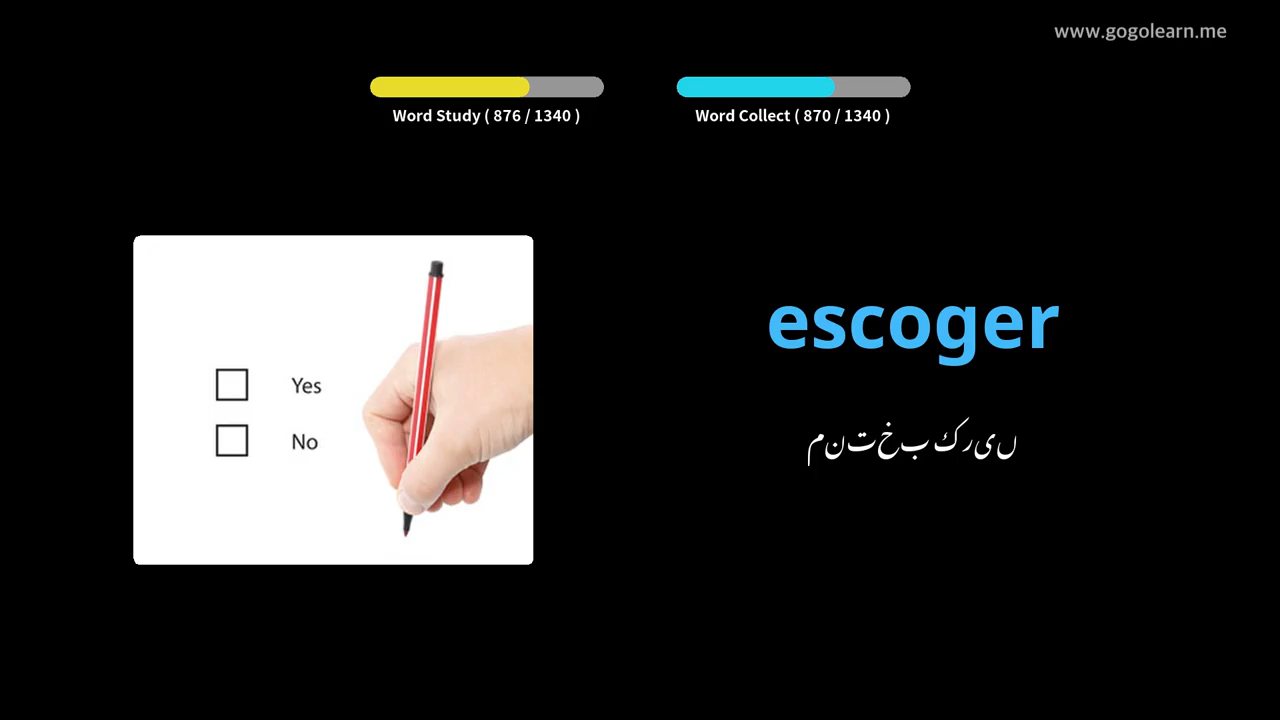 www.gogolearn.me
Word Study ( 876 / 1340 )
Word Collect ( 870 / 1340 )
Yes
No
escoger
منتخب کریں